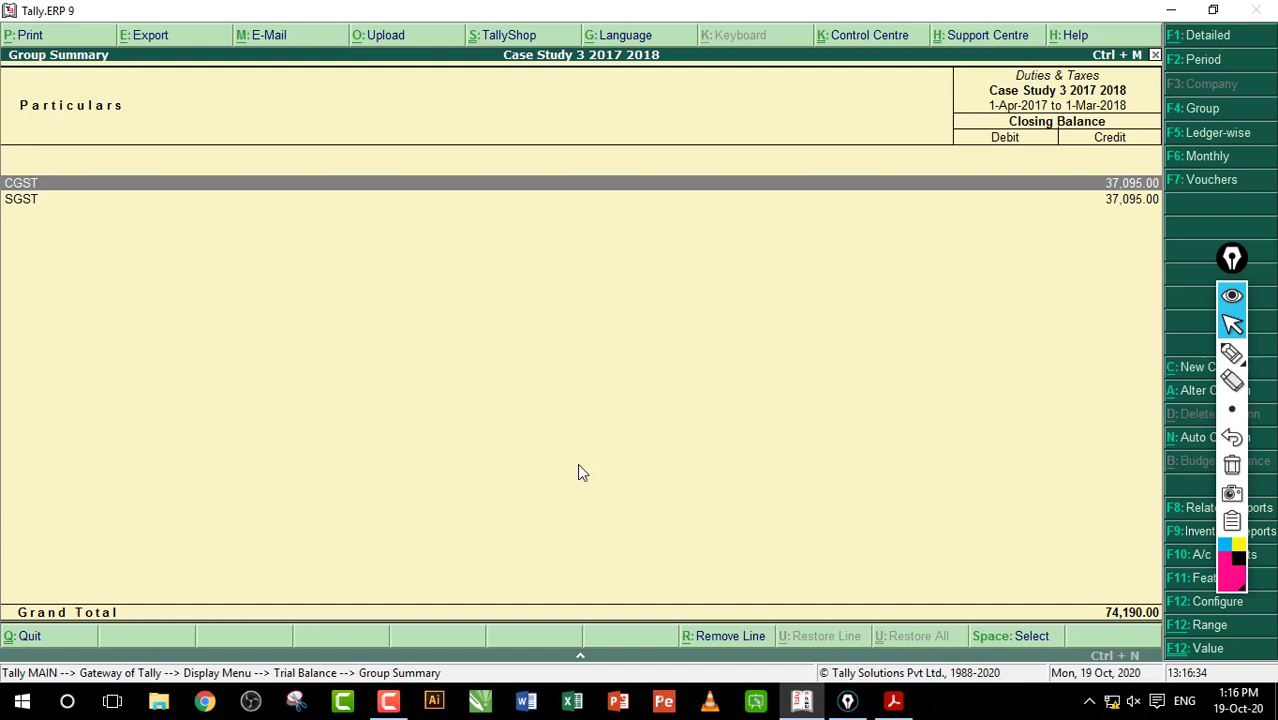 Tally.ERP 9
P: Print E: Export M: E-Mail O: Upload S: TallyShop G: Language K: Keyboard K: Control Centre H: Support Centre H: Help
Group Summary Case Study 3 2017 2018 Ctrl + M
Particulars
Duties & Taxes
Case Study 3 2017 2018
1-Apr-2017 to 1-Mar-2018
Closing Balance
Debit Credit
CGST 37,095.00
SGST 37,095.00
Grand Total 74,190.00
F1: Detailed
F2: Period
F3: Company
F4: Group
F5: Ledger-wise
F6: Monthly
F7: Vouchers
C: New C
A: Alter C n
D: Delete mn
N: Auto C n
B: Budge nce
F8: Relat ports
F9: Invent eports
F10: A/c ts
F11: Feat
F12: Configure
F12: Range
F12: Value
Q: Quit R: Remove Line U: Restore Line U: Restore All Space: Select
Ctrl + N
Tally MAIN --> Gateway of Tally --> Display Menu --> Trial Balance --> Group Summary © Tally Solutions Pvt Ltd., 1988-2020 Mon, 19 Oct, 2020 13:16:34
ENG
1:16 PM
19-Oct-20